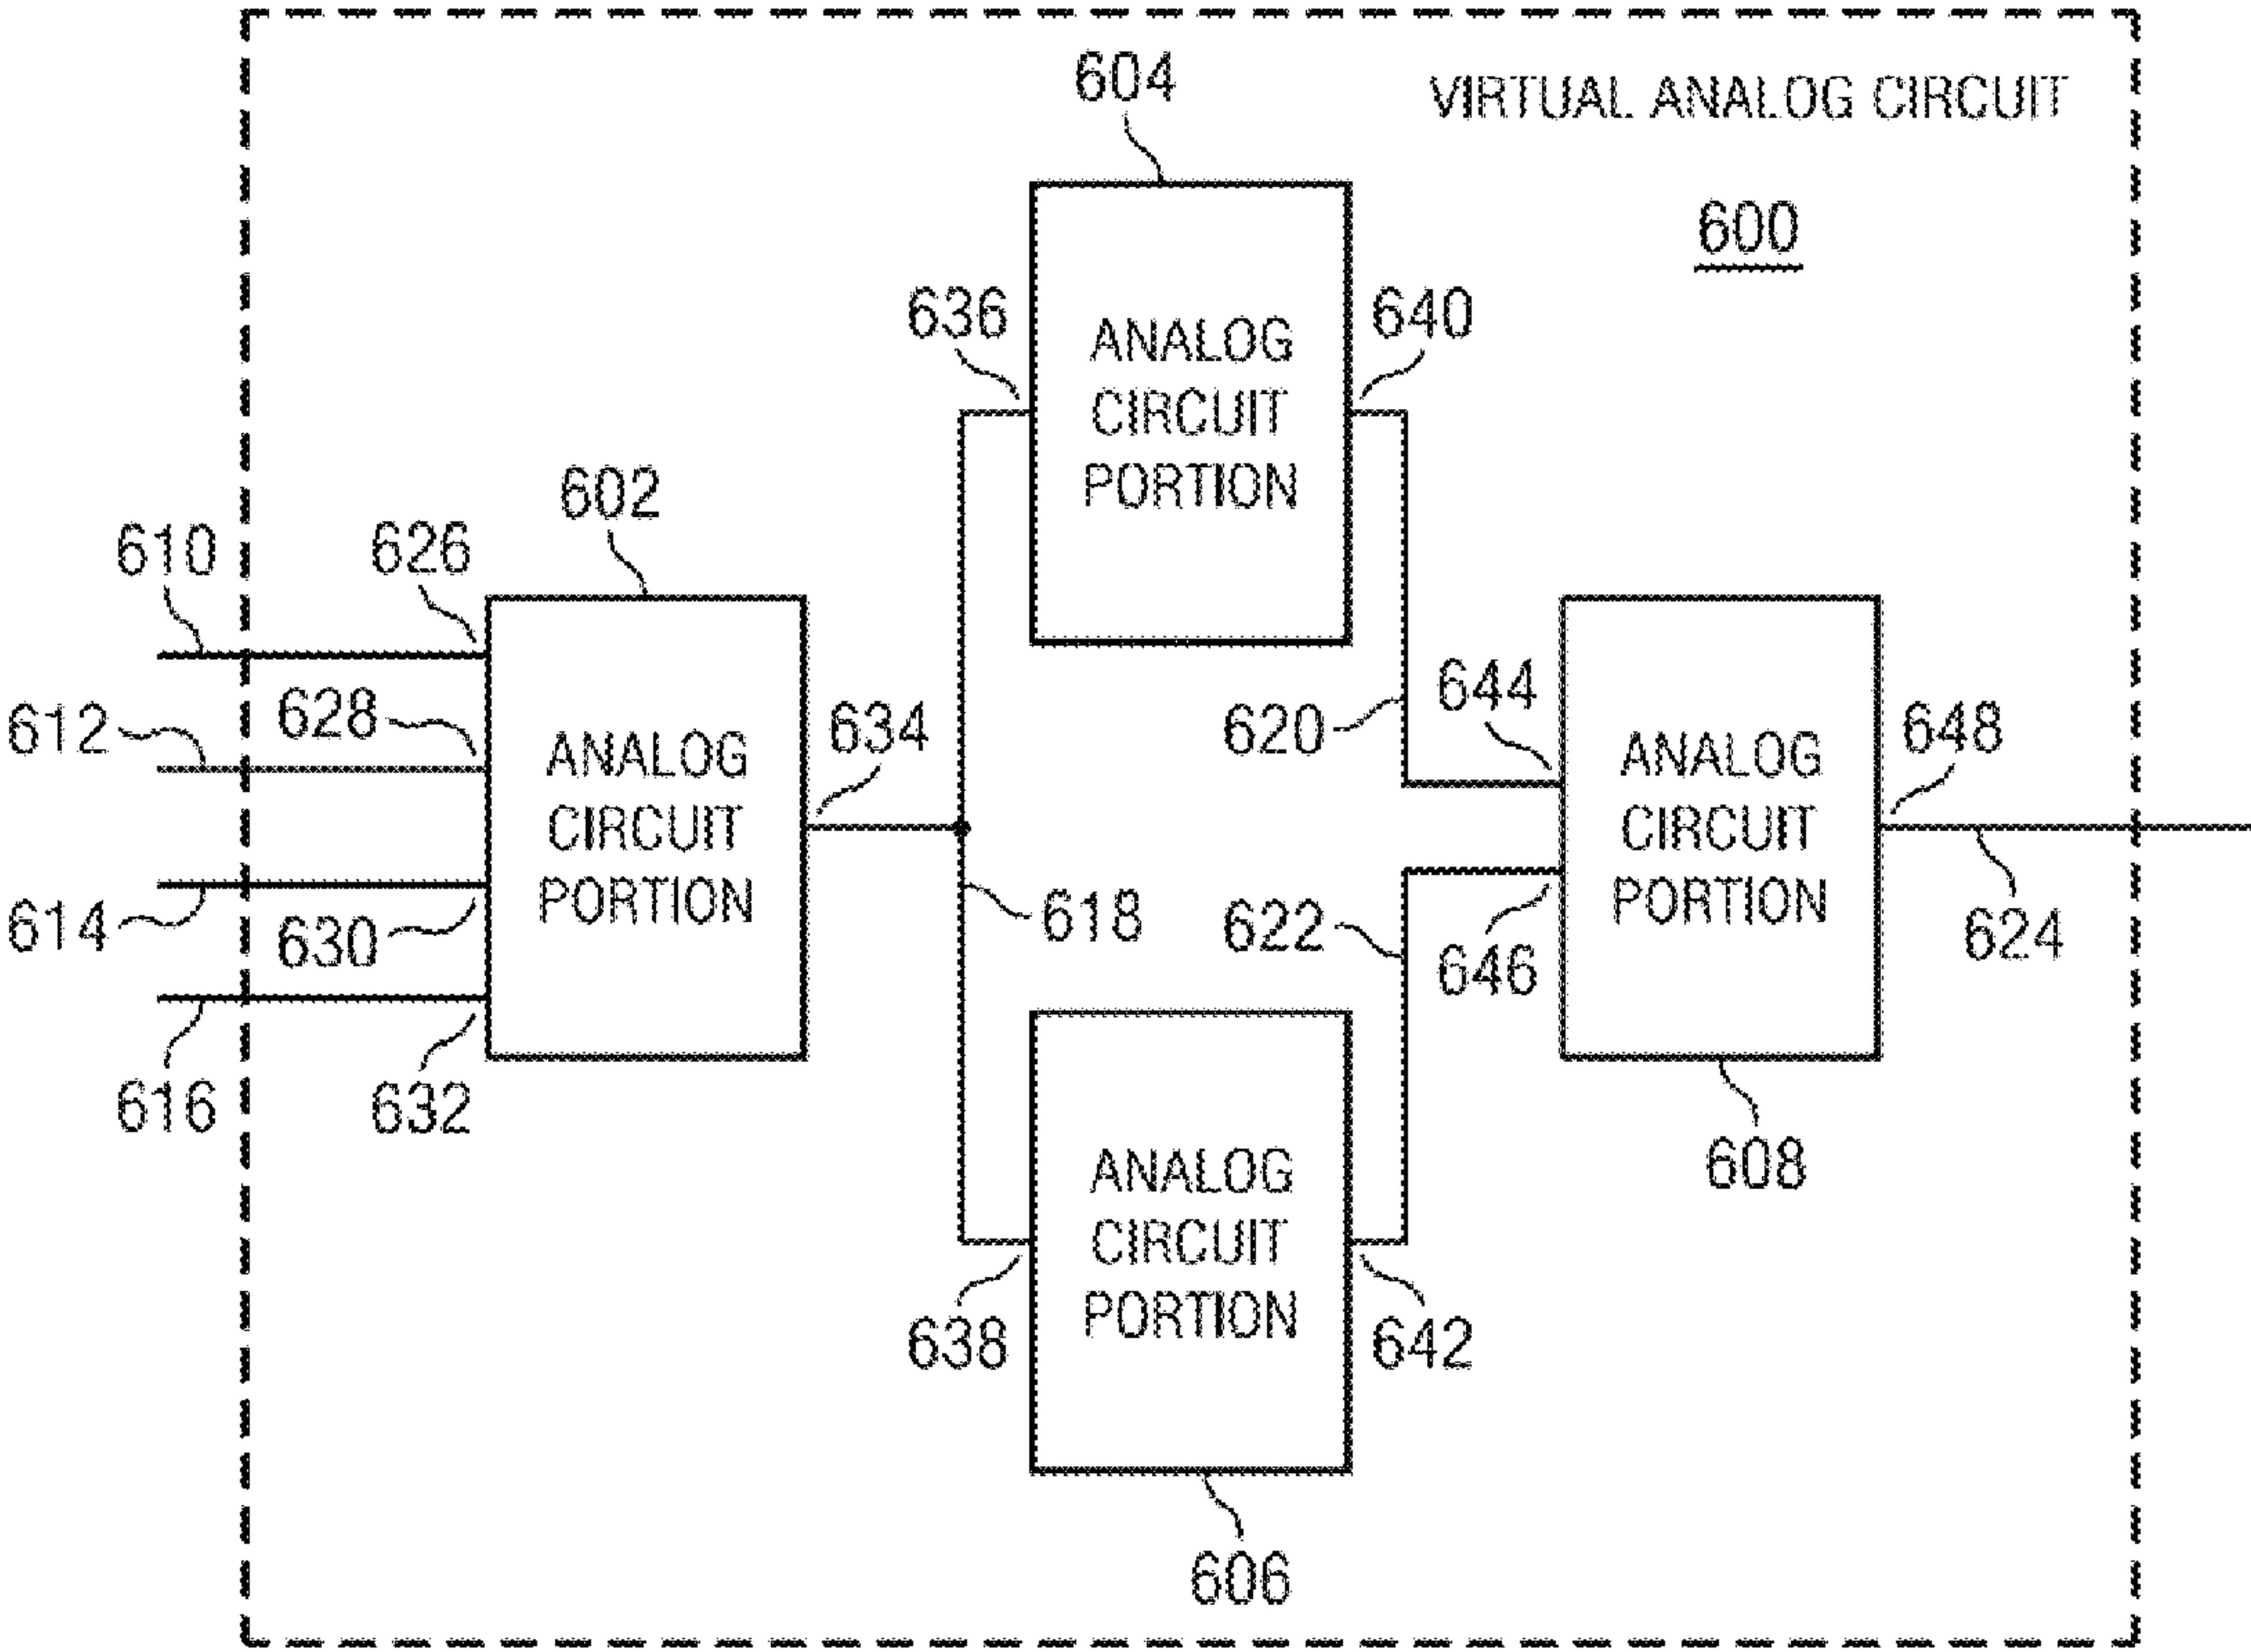 604
VIRTUAL ANALOG CIRCUIT
600
636
ANALOG
CIRCUIT
PORTION
640
602
610
626
612
628
ANALOG
CIRCUIT
PORTION
634
620
644
ANALOG
CIRCUIT
PORTION
648
614
630
618
622
646
624
616
632
638
ANALOG
CIRCUIT
PORTION
642
608
606